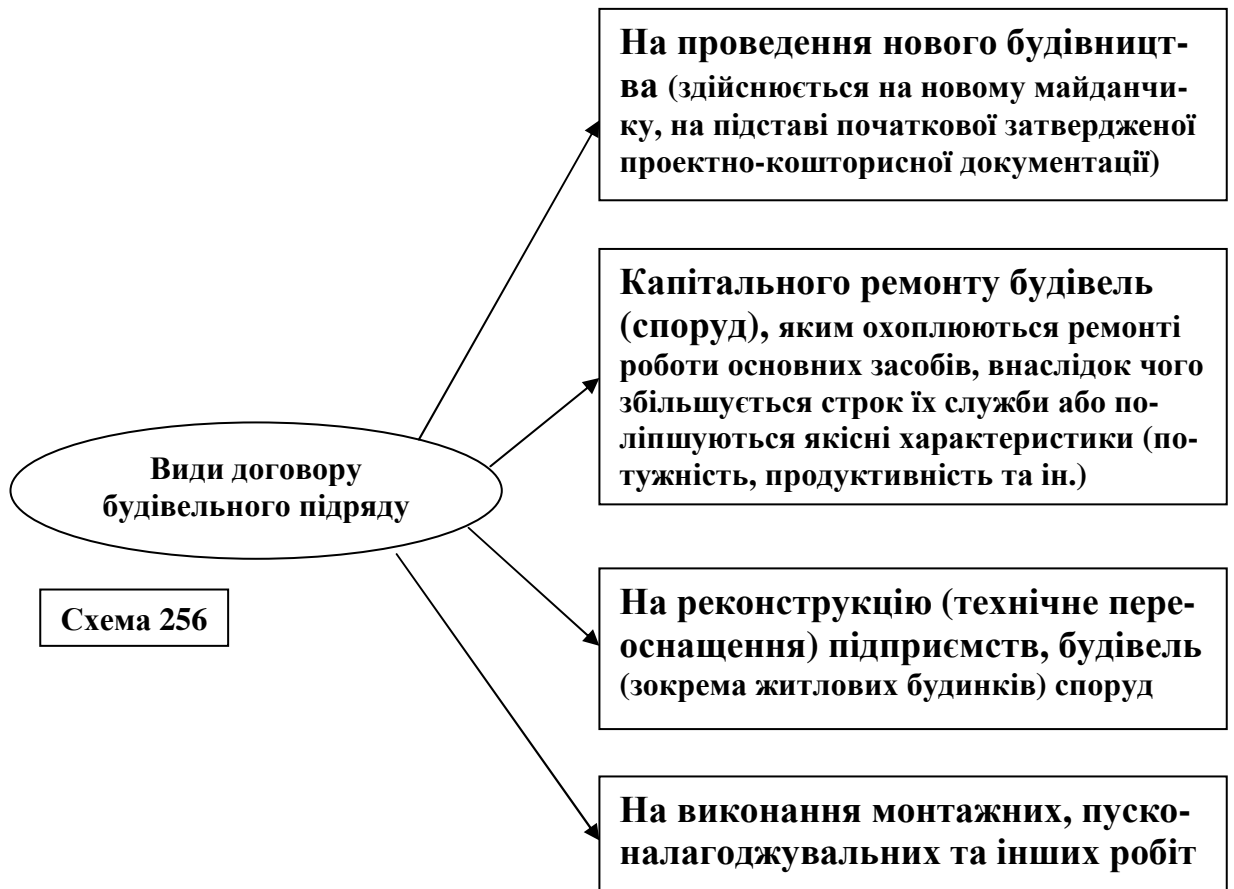 На проведення нового будівницт-
ва (здійснюється на новому майданчи-
ку, на підставі початкової затвердженої
проектно-кошторисної документації)
Капітального ремонту будівель
(споруд), яким охоплюються ремонті
роботи основних засобів, внаслідок чого
збільшується строк їх служби або по-
ліпшуються якісні характеристики (по-
тужність, продуктивність та ін.)
Види договору
будівельного підряду
Схема 256
На реконструкцію (технічне пере-
оснащення) підприємств, будівель
(зокрема житлових будинків) споруд
На виконання монтажних, пуско-
налагоджувальних та інших робіт